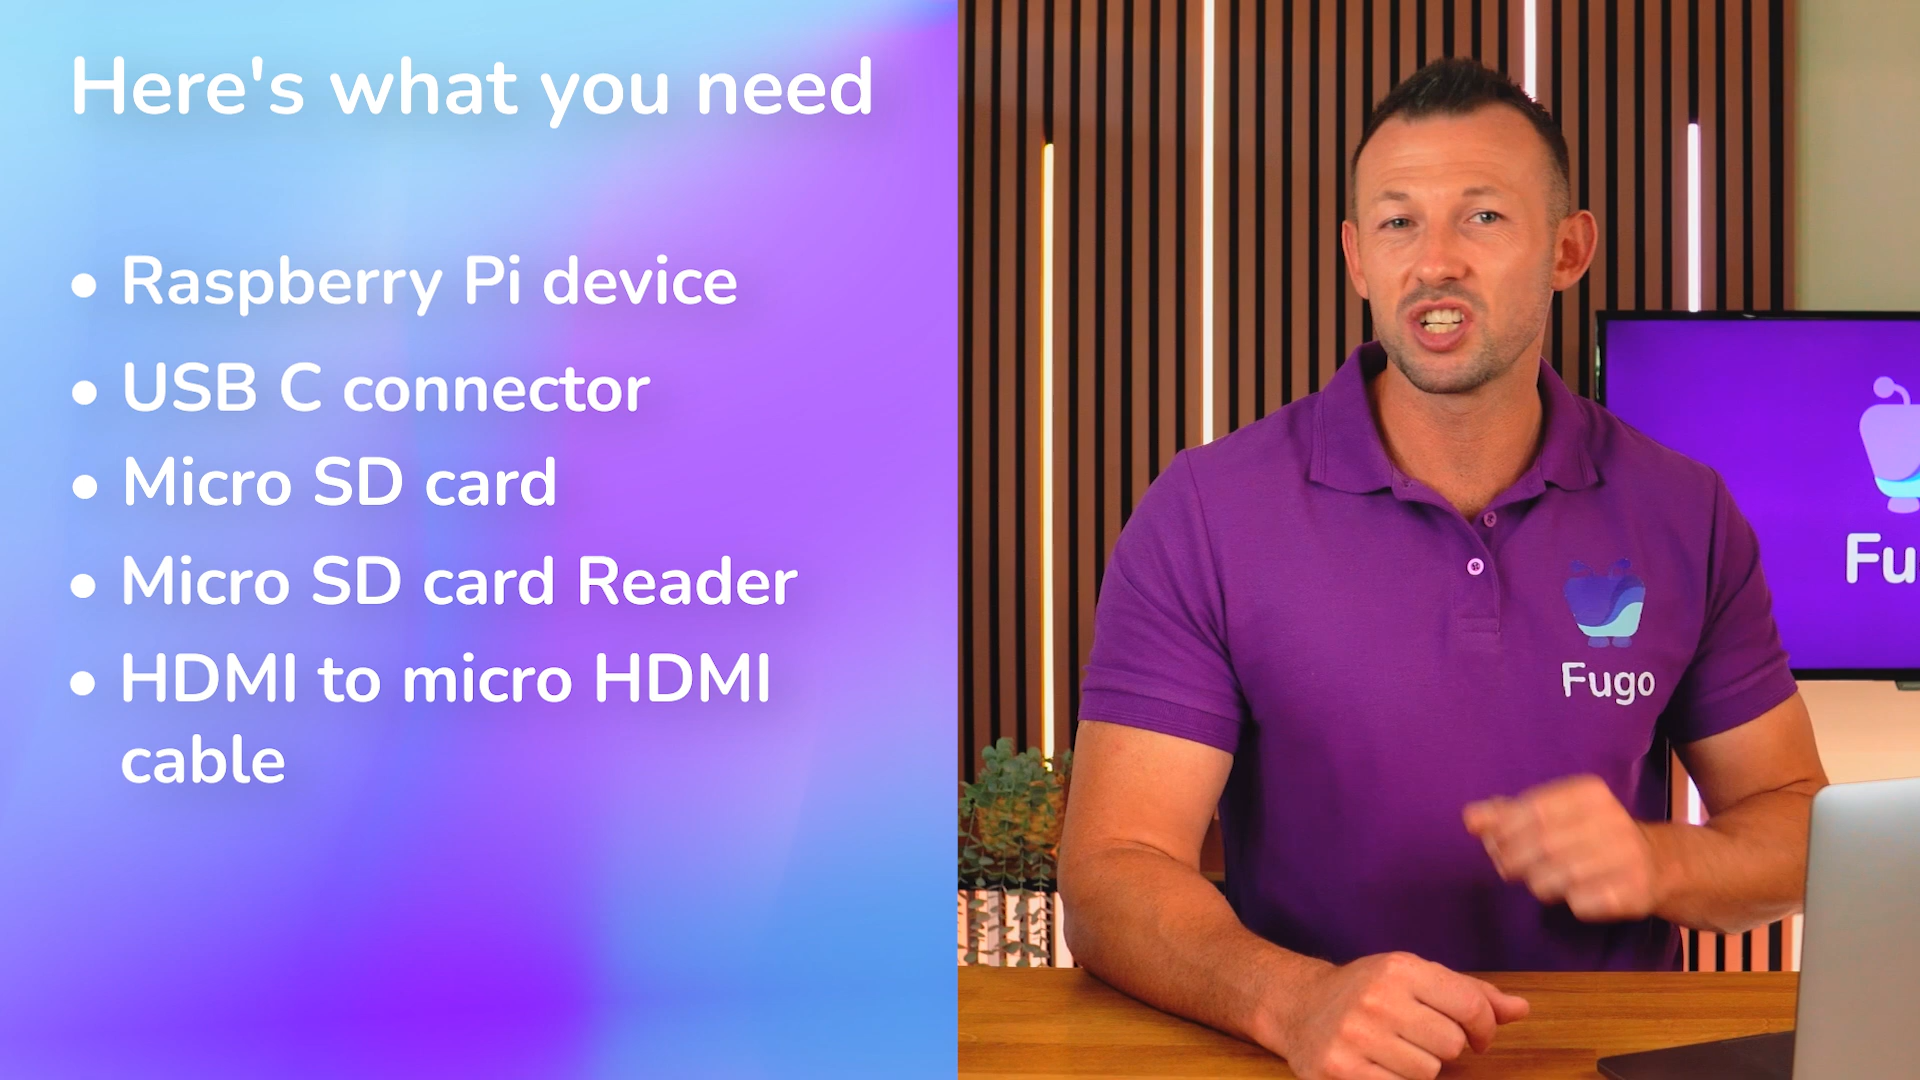 Here's what you need
• Raspberry Pi device
• USB C connector
• Micro SD card
• Micro SD card Reader
• HDMI to micro HDMI
cable
Fugo
Fu